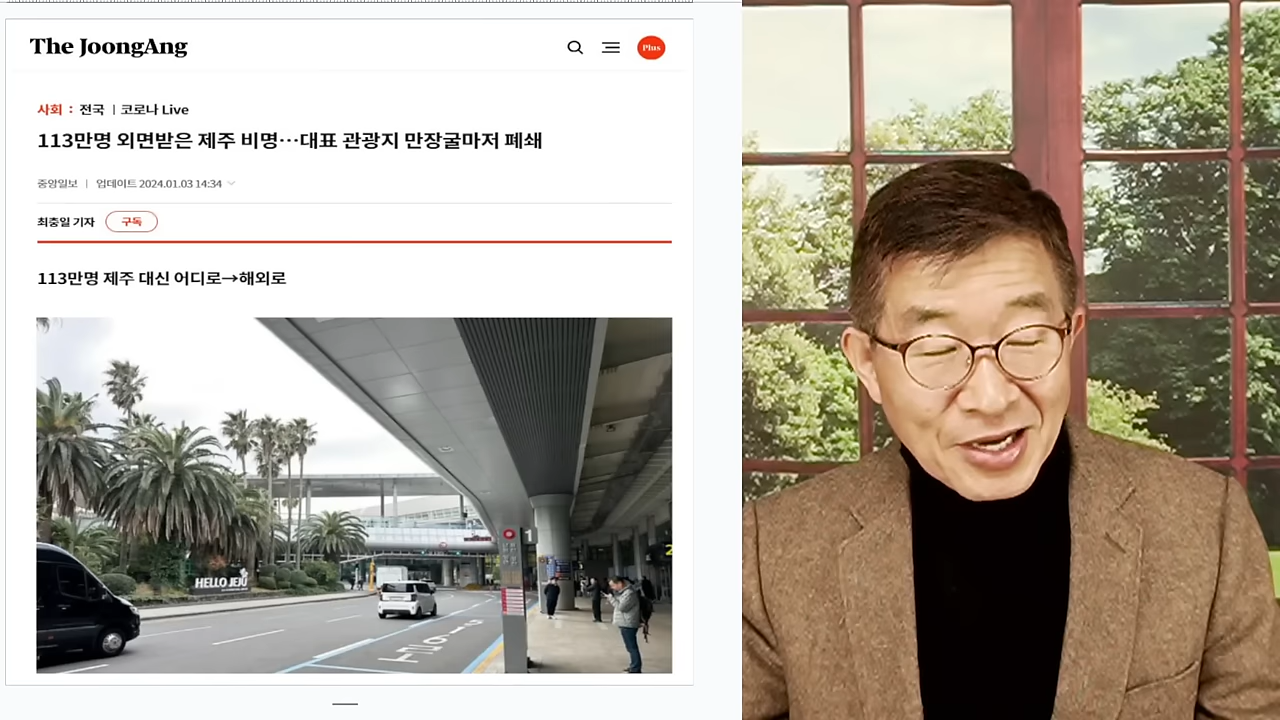 The JoongAng
Plus
사회 : 전국 | 코로나 Live
113만명 외면받은 제주 비명…대표 관광지 만장굴마저 폐쇄
중앙일보 | 업데이트 2024.01.03 14:34
최충일 기자 구독
113만명 제주 대신 어디로→해외로
1
2
HELLO JEJU